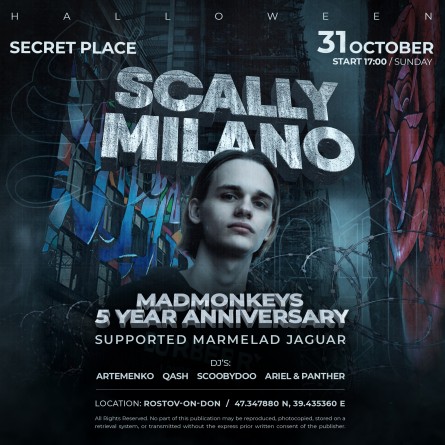 HALLOWEEN
SECRET PLACE
31 OCTOBER
START 17:00 / SUNDAY
SCALLY
MILANO
MADMONKEYS
5 YEAR ANNIVERSARY
SUPPORTED MARMELAD JAGUAR
DJ'S:
ARTEMENKO QASH SCOOBYDOO ARIEL & PANTHER
LOCATION: ROSTOV-ON-DON / 47.347880 N, 39.435360 E
All Rights Reserved. No part of this publication may be reproduced, photocopied, stored on a
retrieval system, or transmitted without the express prior written consent of the publisher.